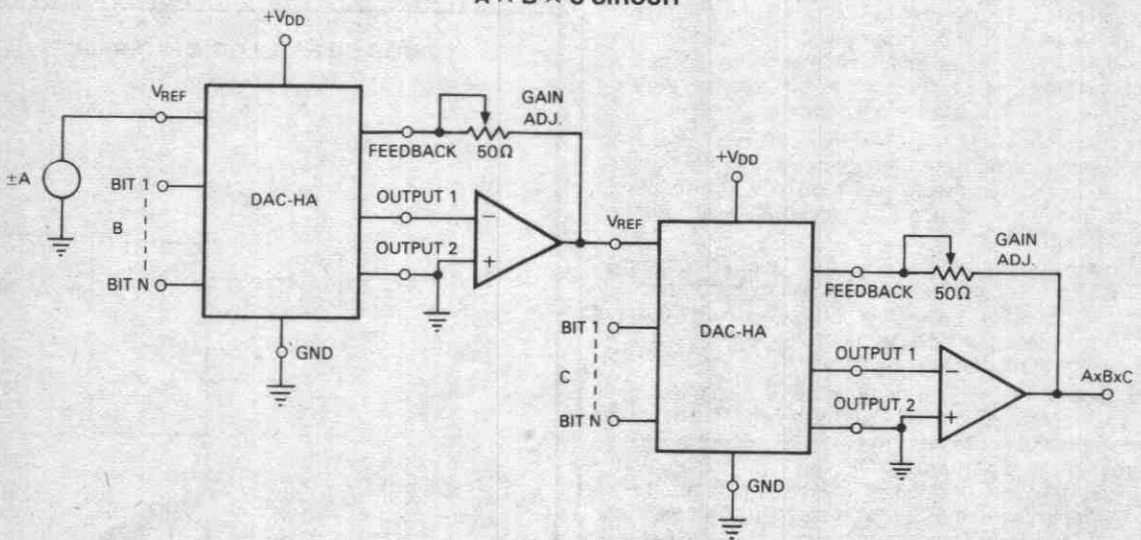 +VDD
VREF
±A
BIT 1
B
BIT N
DAC-HA
GND
FEEDBACK
GAIN
ADJ.
50Ω
OUTPUT 1
−
OUTPUT 2
+
+VDD
VREF
BIT 1
C
BIT N
DAC-HA
GND
FEEDBACK
GAIN
ADJ.
50Ω
OUTPUT 1
−
OUTPUT 2
+
AxBxC